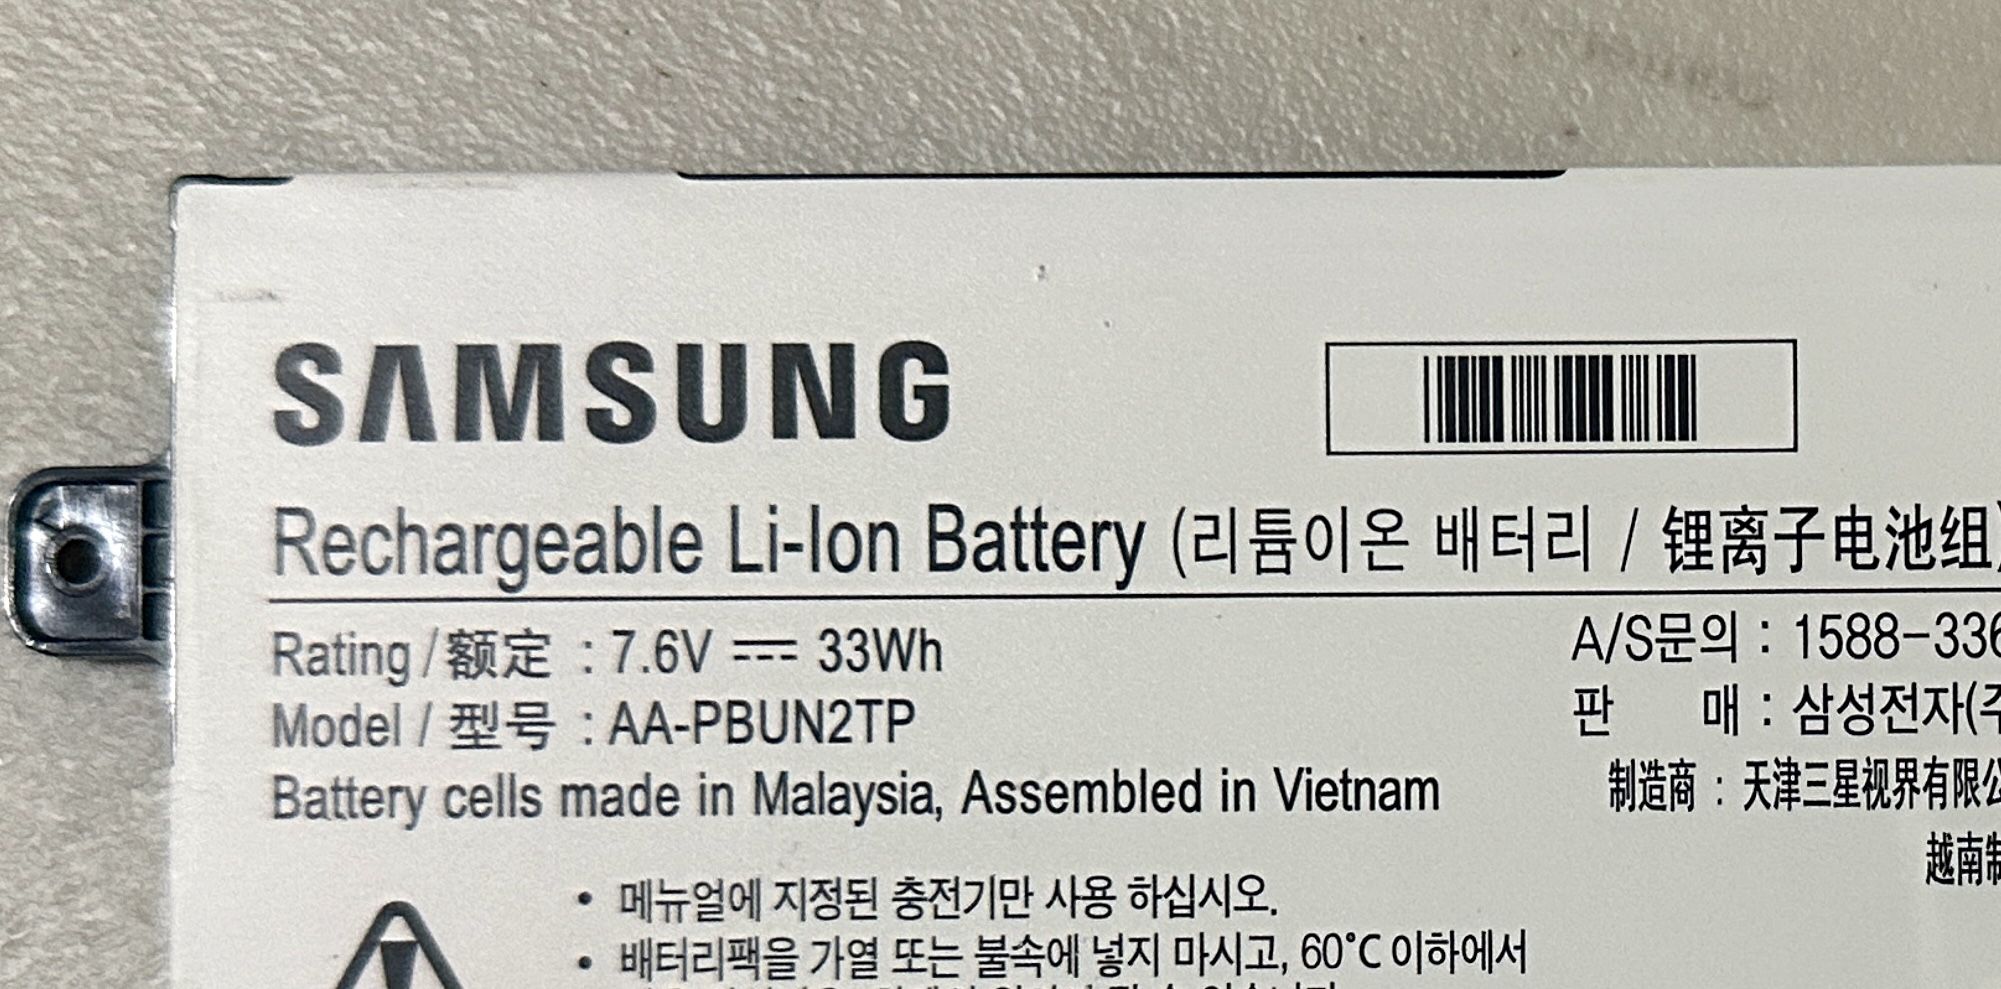 SAMSUNG
Rechargeable Li-Ion Battery (리튬이온 배터리 / 锂离子电池组)
Rating / 额定 : 7.6V ⎓ 33Wh
Model / 型号 : AA-PBUN2TP
Battery cells made in Malaysia, Assembled in Vietnam
A/S문의 : 1588-336
판 매 : 삼성전자(주
制造商 : 天津三星视界有限公
越南制
• 메뉴얼에 지정된 충전기만 사용 하십시오.
• 배터리팩을 가열 또는 불속에 넣지 마시고, 60°C 이하에서